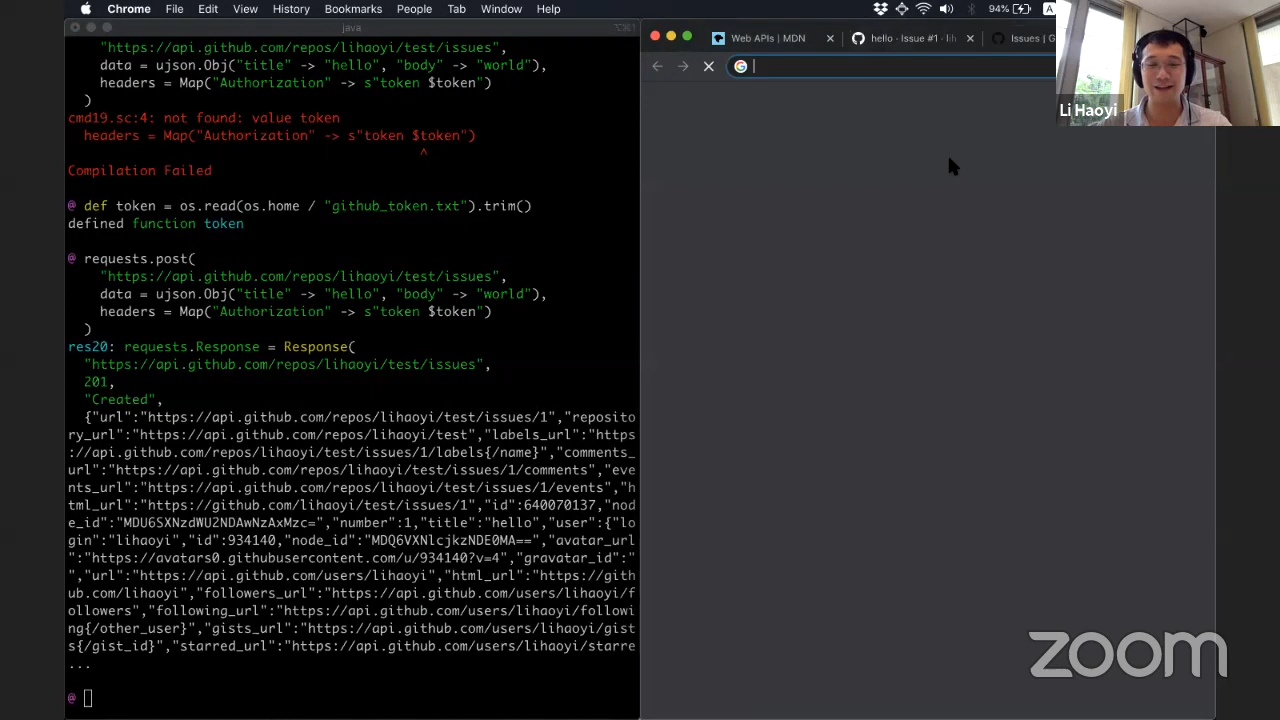 Chrome File Edit View History Bookmarks People Tab Window Help 94% A
java ⌥⌘1
"https://api.github.com/repos/lihaoyi/test/issues",
data = ujson.Obj("title" -> "hello", "body" -> "world"),
headers = Map("Authorization" -> s"token $token")
)
cmd19.sc:4: not found: value token
headers = Map("Authorization" -> s"token $token")
^
Compilation Failed
@ def token = os.read(os.home / "github_token.txt").trim()
defined function token
@ requests.post(
"https://api.github.com/repos/lihaoyi/test/issues",
data = ujson.Obj("title" -> "hello", "body" -> "world"),
headers = Map("Authorization" -> s"token $token")
)
res20: requests.Response = Response(
"https://api.github.com/repos/lihaoyi/test/issues",
201,
"Created",
{"url":"https://api.github.com/repos/lihaoyi/test/issues/1","reposito
ry_url":"https://api.github.com/repos/lihaoyi/test","labels_url":"https
://api.github.com/repos/lihaoyi/test/issues/1/labels{/name}","comments_
url":"https://api.github.com/repos/lihaoyi/test/issues/1/comments","eve
nts_url":"https://api.github.com/repos/lihaoyi/test/issues/1/events","h
tml_url":"https://github.com/lihaoyi/test/issues/1","id":640070137,"nod
e_id":"MDU6SXNzdWU2NDAwNzAxMzc=","number":1,"title":"hello","user":{"lo
gin":"lihaoyi","id":934140,"node_id":"MDQ6VXNlcjkzNDE0MA==","avatar_url
":"https://avatars0.githubusercontent.com/u/934140?v=4","gravatar_id":"
","url":"https://api.github.com/users/lihaoyi","html_url":"https://gith
ub.com/lihaoyi","followers_url":"https://api.github.com/users/lihaoyi/f
ollowers","following_url":"https://api.github.com/users/lihaoyi/followi
ng{/other_user}","gists_url":"https://api.github.com/users/lihaoyi/gist
s{/gist_id}","starred_url":"https://api.github.com/users/lihaoyi/starre
...
@
Web APIs | MDN hello · Issue #1 · lih Issues | G
Li Haoyi
zoom